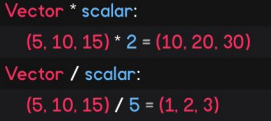 Vector * scalar:
(5, 10, 15) * 2 = (10, 20, 30)
Vector / scalar:
(5, 10, 15) / 5 = (1, 2, 3)